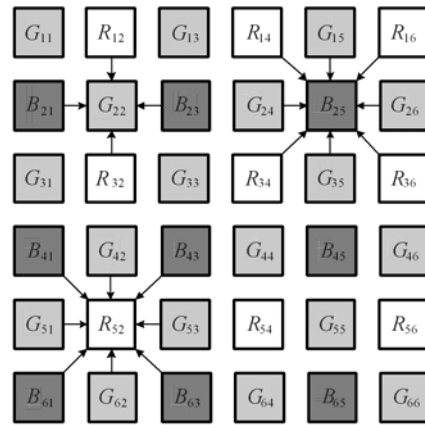 G11 R12 G13 R14 G15 R16
B21 G22 B23 G24 B25 G26
G31 R32 G33 R34 G35 R36
B41 G42 B43 G44 B45 G46
G51 R52 G53 R54 G55 R56
B61 G62 B63 G64 B65 G66